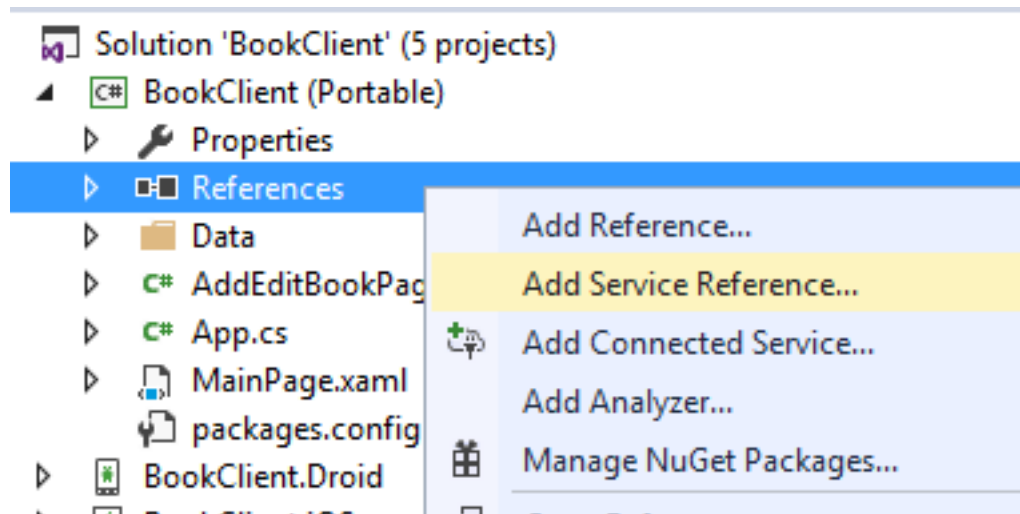 Solution 'BookClient' (5 projects)
C# BookClient (Portable)
Properties
References
Data
C# AddEditBookPag
C# App.cs
MainPage.xaml
packages.config
BookClient.Droid
Add Reference...
Add Service Reference...
Add Connected Service...
Add Analyzer...
Manage NuGet Packages...